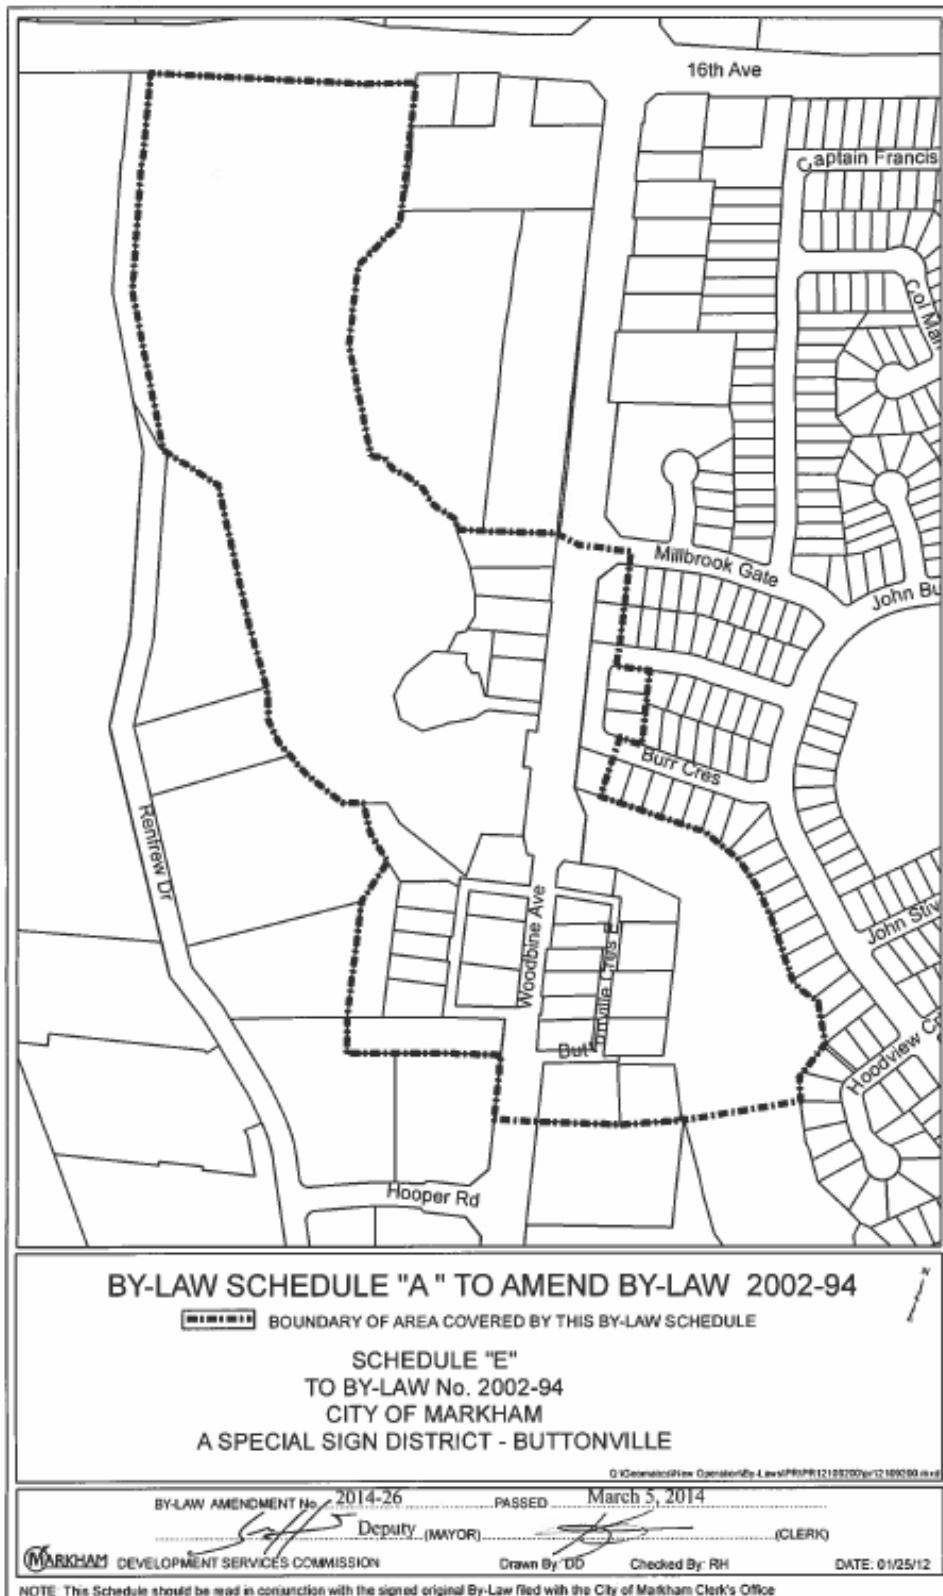 16th Ave
Captain Francis
Col Mar
Millbrook Gate
John Bu
Burr Cres
Renfrew Dr
John Stiv
Woodbine Ave
Buttonville Cres E
Hoodview C
Hooper Rd
BY-LAW SCHEDULE "A " TO AMEND BY-LAW 2002-94
N
BOUNDARY OF AREA COVERED BY THIS BY-LAW SCHEDULE
SCHEDULE "E"
TO BY-LAW No. 2002-94
CITY OF MARKHAM
A SPECIAL SIGN DISTRICT - BUTTONVILLE
BY-LAW AMENDMENT No. 2014-26 PASSED March 5, 2014
Deputy (MAYOR) (CLERK)
MARKHAM DEVELOPMENT SERVICES COMMISSION Drawn By: DD Checked By: RH DATE: 01/25/12
NOTE: This Schedule should be read in conjunction with the signed original By-Law filed with the City of Markham Clerk's Office